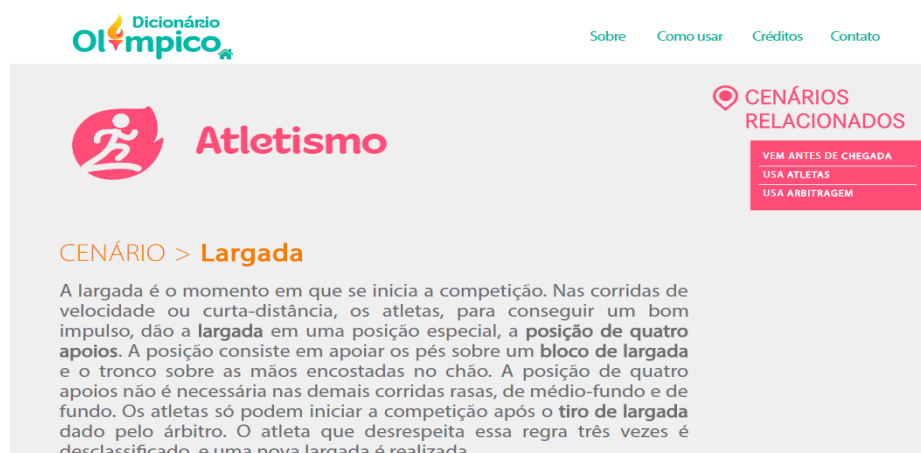 Dicionário
Olímpico
Sobre Como usar Créditos Contato
Atletismo
CENÁRIOS
RELACIONADOS
VEM ANTES DE CHEGADA
USA ATLETAS
USA ARBITRAGEM
CENÁRIO > Largada
A largada é o momento em que se inicia a competição. Nas corridas de
velocidade ou curta-distância, os atletas, para conseguir um bom
impulso, dão a largada em uma posição especial, a posição de quatro
apoios. A posição consiste em apoiar os pés sobre um bloco de largada
e o tronco sobre as mãos encostadas no chão. A posição de quatro
apoios não é necessária nas demais corridas rasas, de médio-fundo e de
fundo. Os atletas só podem iniciar a competição após o tiro de largada
dado pelo árbitro. O atleta que desrespeita essa regra três vezes é
desclassificado, e uma nova largada é realizada